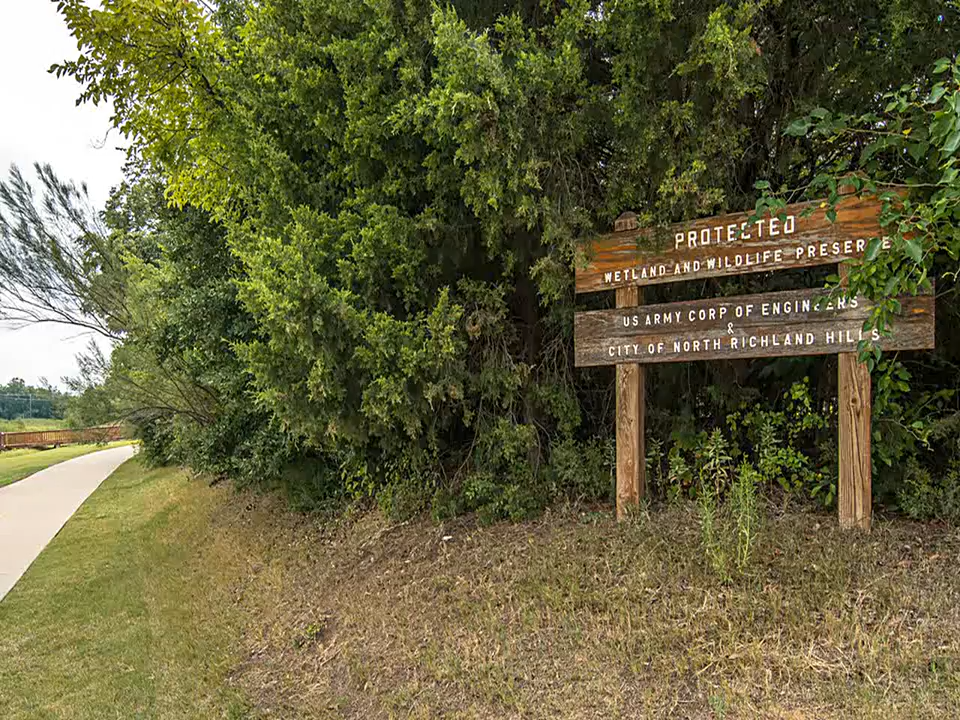 PROTECTED
WETLAND AND WILDLIFE PRESERVE
US ARMY CORP OF ENGINEERS
&
CITY OF NORTH RICHLAND HILLS